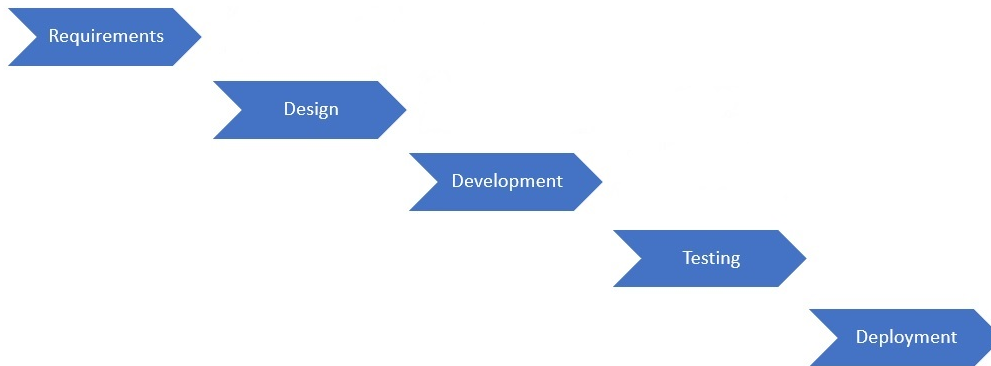 Requirements
Design
Development
Testing
Deployment